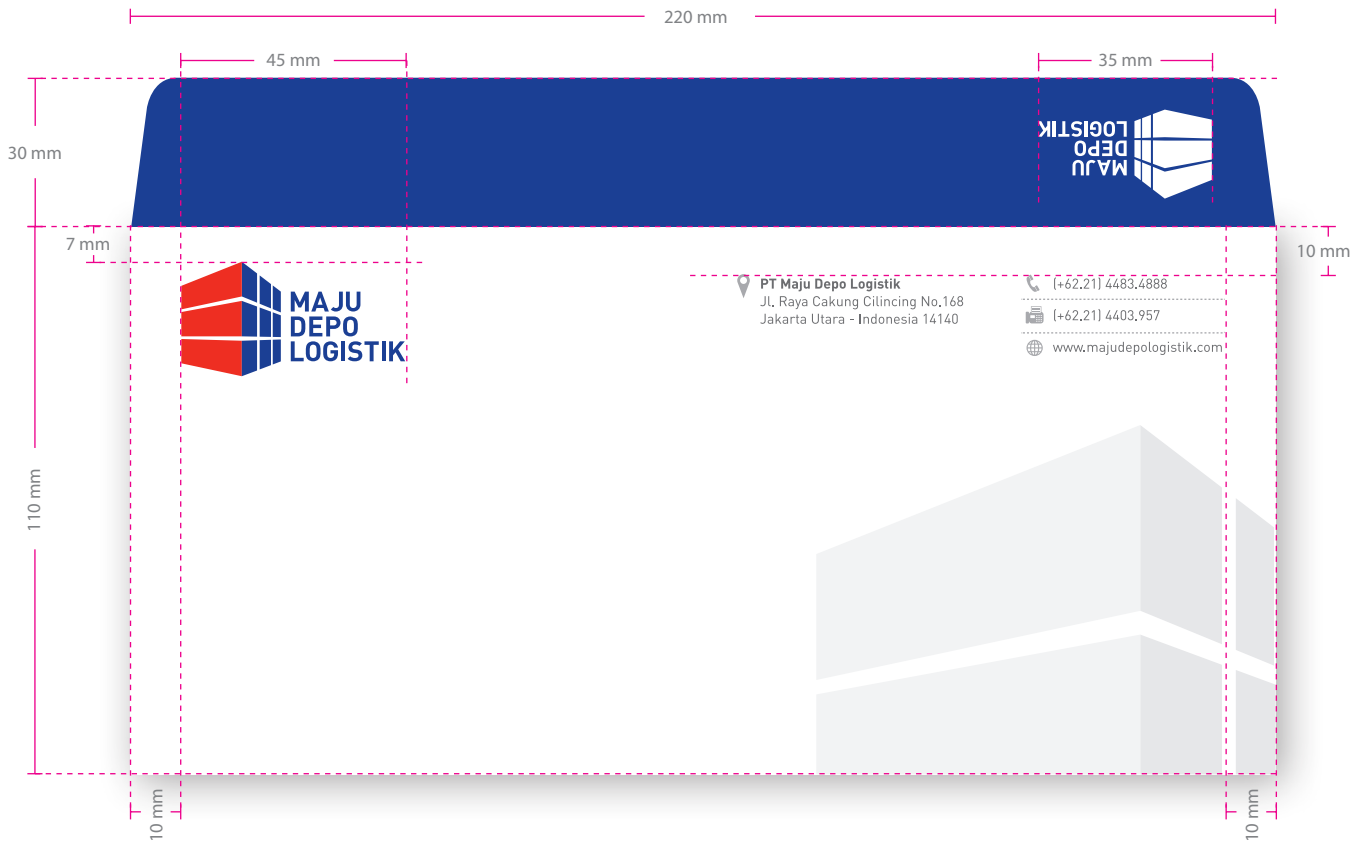 220 mm
45 mm
35 mm
30 mm
MAJU
DEPO
LOGISTIK
7 mm
10 mm
MAJU
DEPO
LOGISTIK
PT Maju Depo Logistik
Jl. Raya Cakung Cilincing No.168
Jakarta Utara - Indonesia 14140
(+62.21) 4483.4888
(+62.21) 4403.957
www.majudepologistik.com
110 mm
10 mm
10 mm